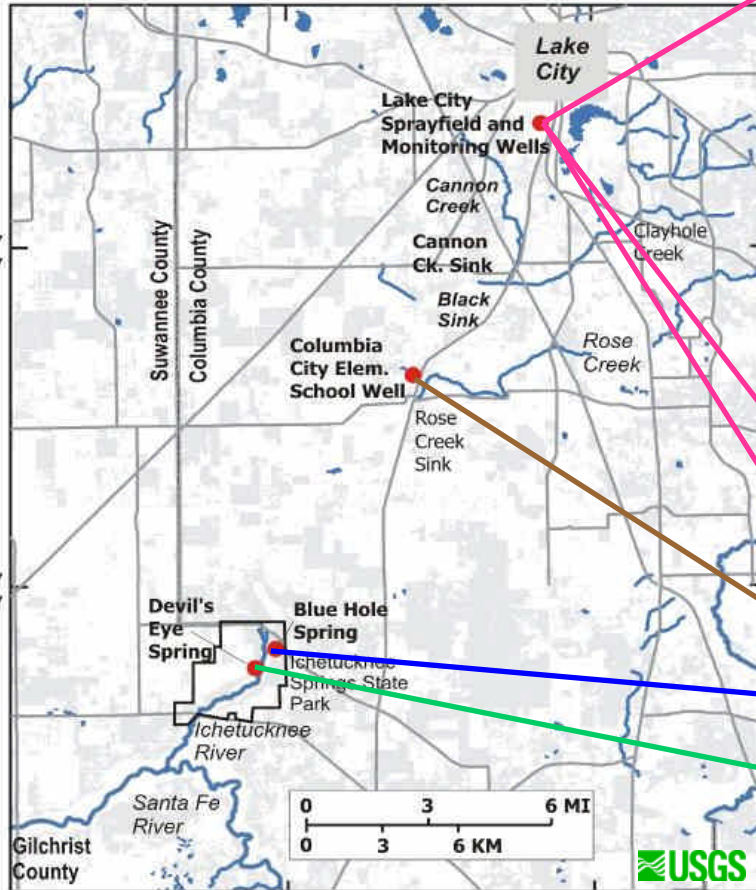 Lake
City
Lake City
Sprayfield and
Monitoring Wells
Cannon
Creek
Clayhole
Creek
Cannon
Ck. Sink
Suwannee County
Columbia County
Black
Sink
Rose
Creek
Columbia
City Elem.
School Well
Rose
Creek
Sink
Devil's
Eye
Spring
Blue Hole
Spring
Ichetucknee
Springs State
Park
Ichetucknee
River
Santa Fe
River
Gilchrist
County
0 3 6 MI
0 3 6 KM
USGS